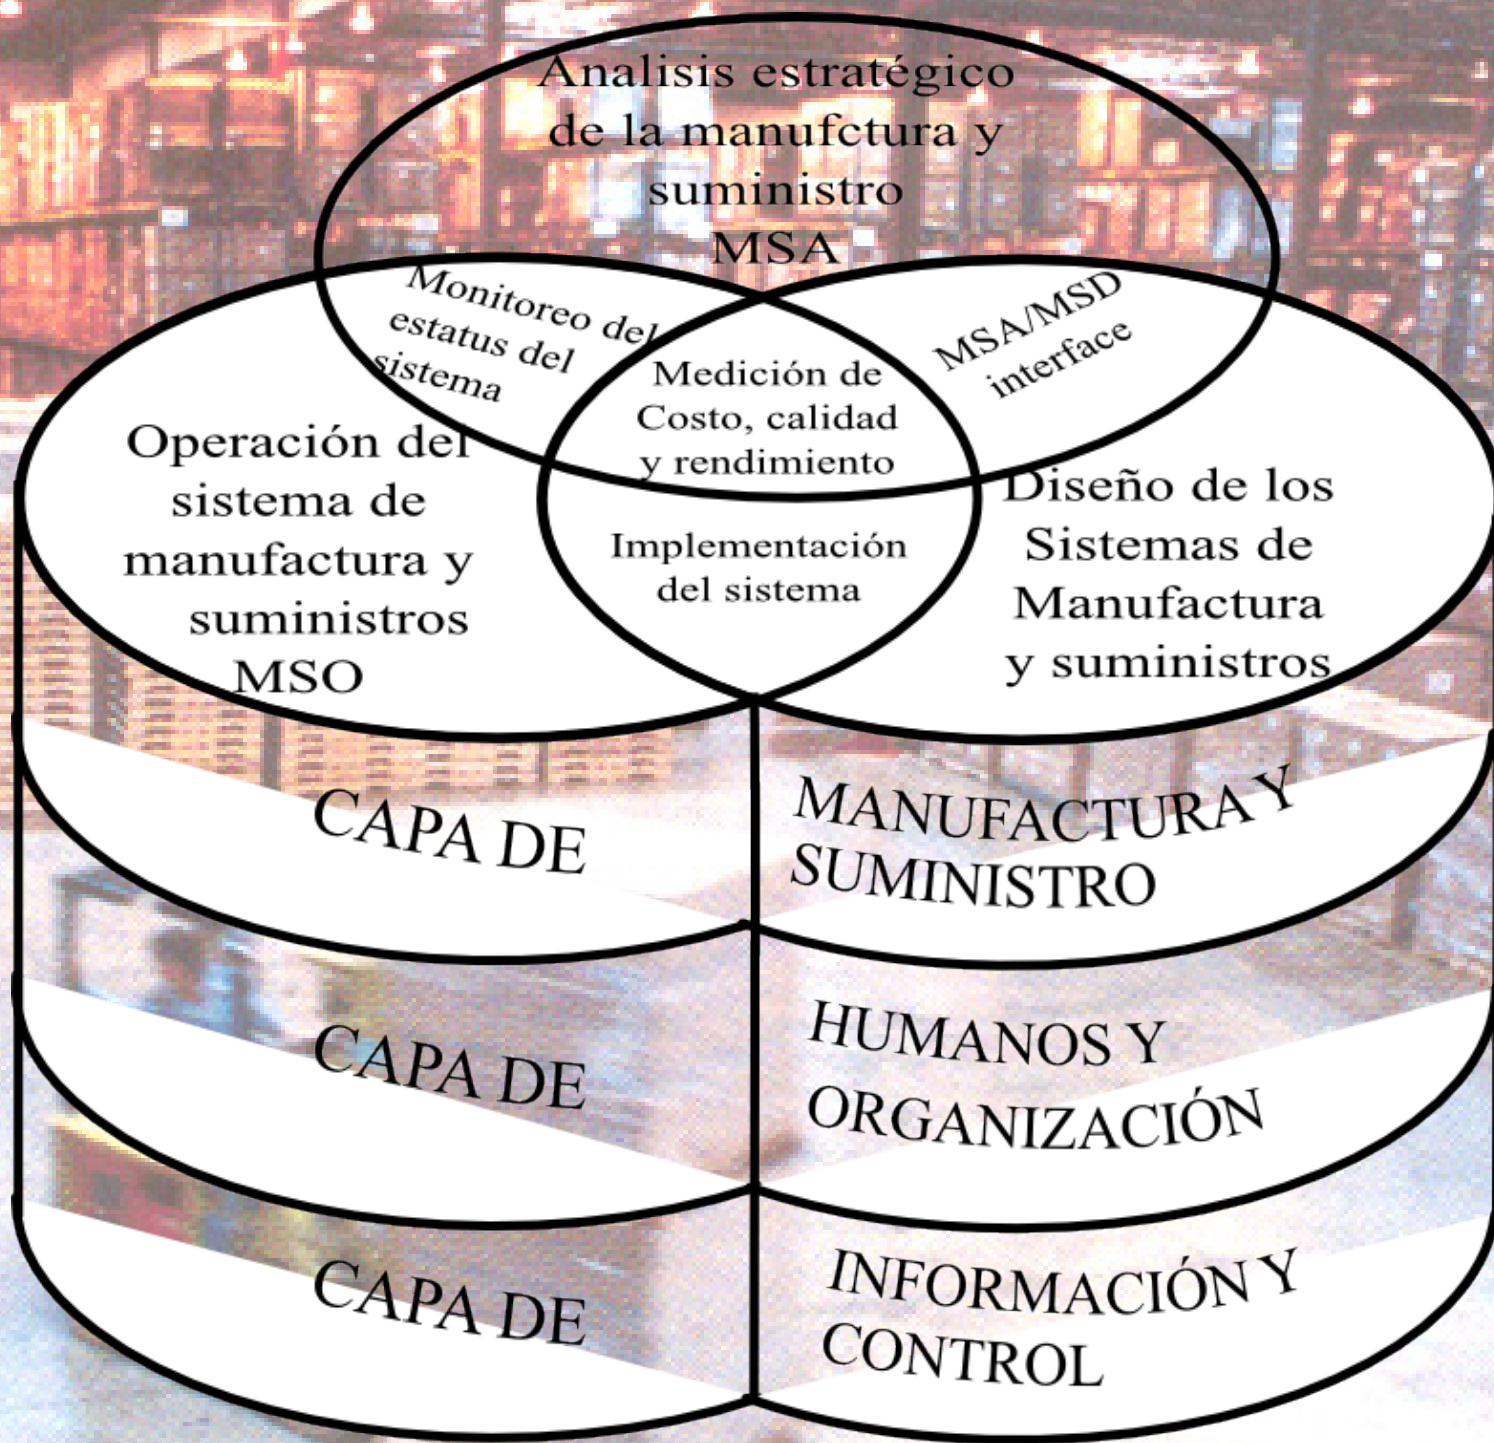 Analisis estratégico
de la manufctura y
suministro
MSA
Monitoreo del
estatus del
sistema
MSA/MSD
interface
Medición de
Costo, calidad
y rendimiento
Operación del
sistema de
manufactura y
suministros
MSO
Implementación
del sistema
Diseño de los
Sistemas de
Manufactura
y suministros
CAPA DE
MANUFACTURA Y
SUMINISTRO
CAPA DE
HUMANOS Y
ORGANIZACIÓN
CAPA DE
INFORMACIÓN Y
CONTROL